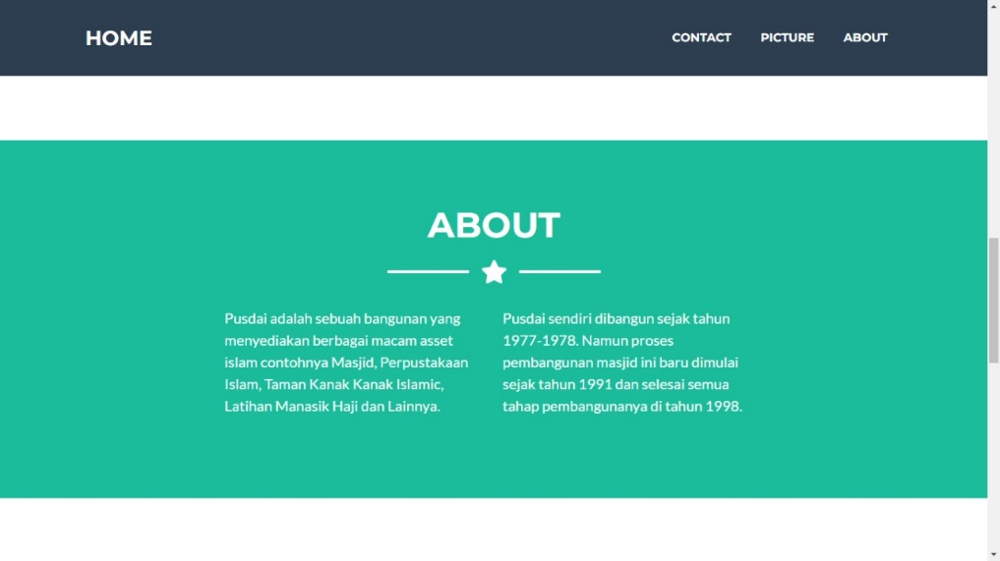 HOME
CONTACT PICTURE ABOUT
ABOUT
Pusdai adalah sebuah bangunan yang
menyediakan berbagai macam asset
islam contohnya Masjid, Perpustakaan
Islam, Taman Kanak Kanak Islamic,
Latihan Manasik Haji dan Lainnya.
Pusdai sendiri dibangun sejak tahun
1977-1978. Namun proses
pembangunan masjid ini baru dimulai
sejak tahun 1991 dan selesai semua
tahap pembangunanya di tahun 1998.